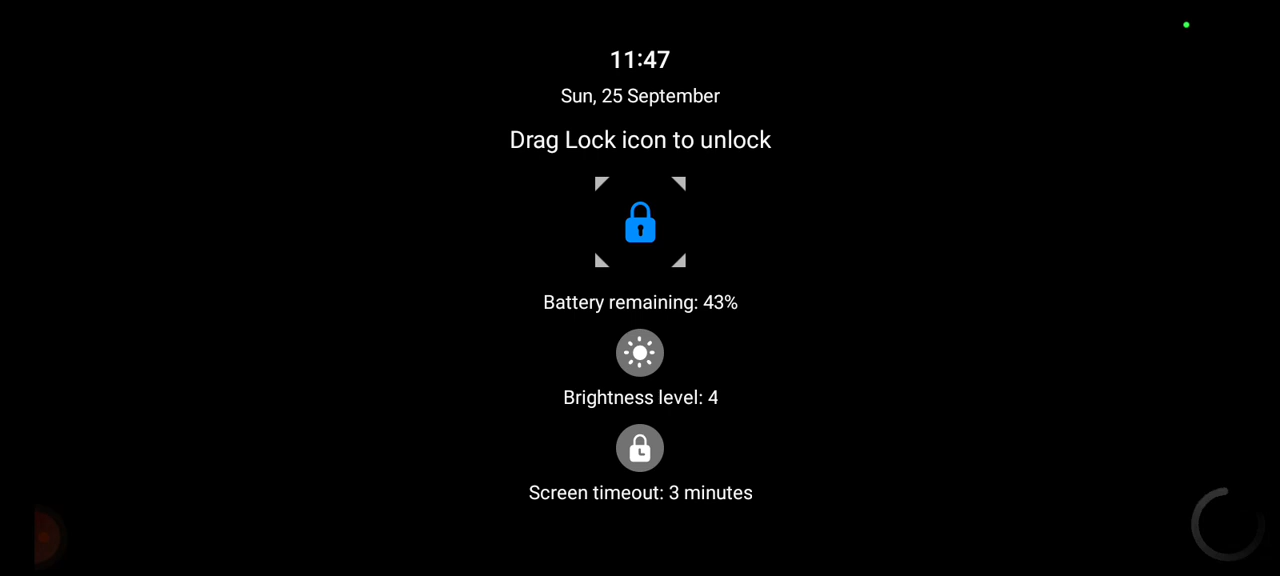 11:47
Sun, 25 September
Drag Lock icon to unlock
Battery remaining: 43%
Brightness level: 4
Screen timeout: 3 minutes